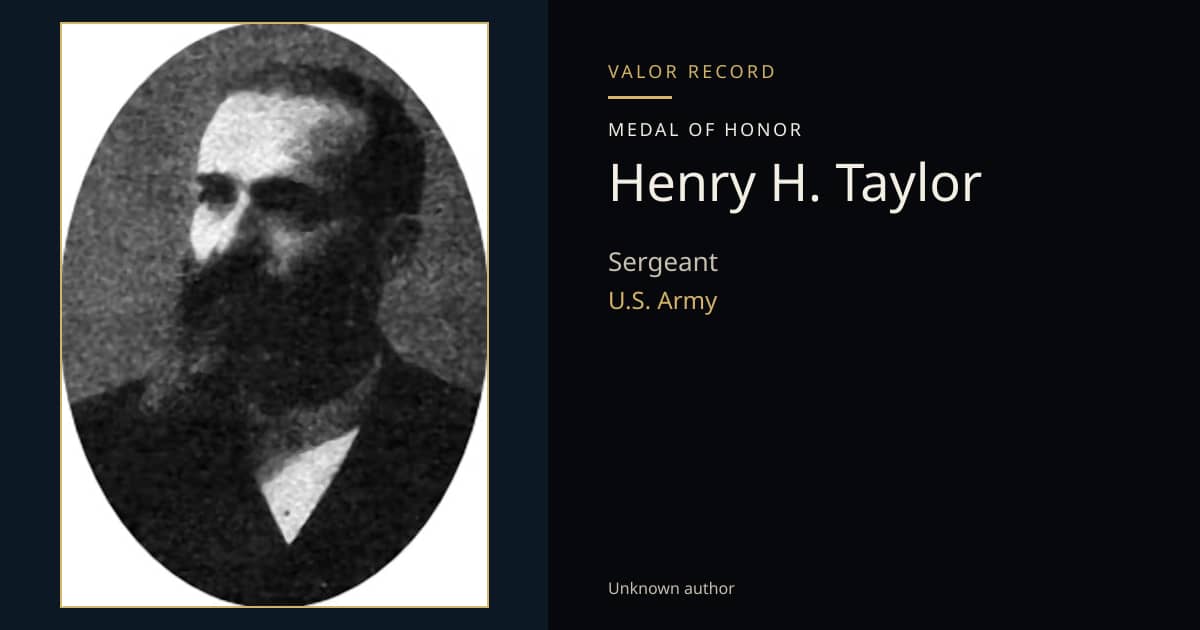 VALOR RECORD
MEDAL OF HONOR
Henry H. Taylor
Sergeant
U.S. Army
Unknown author